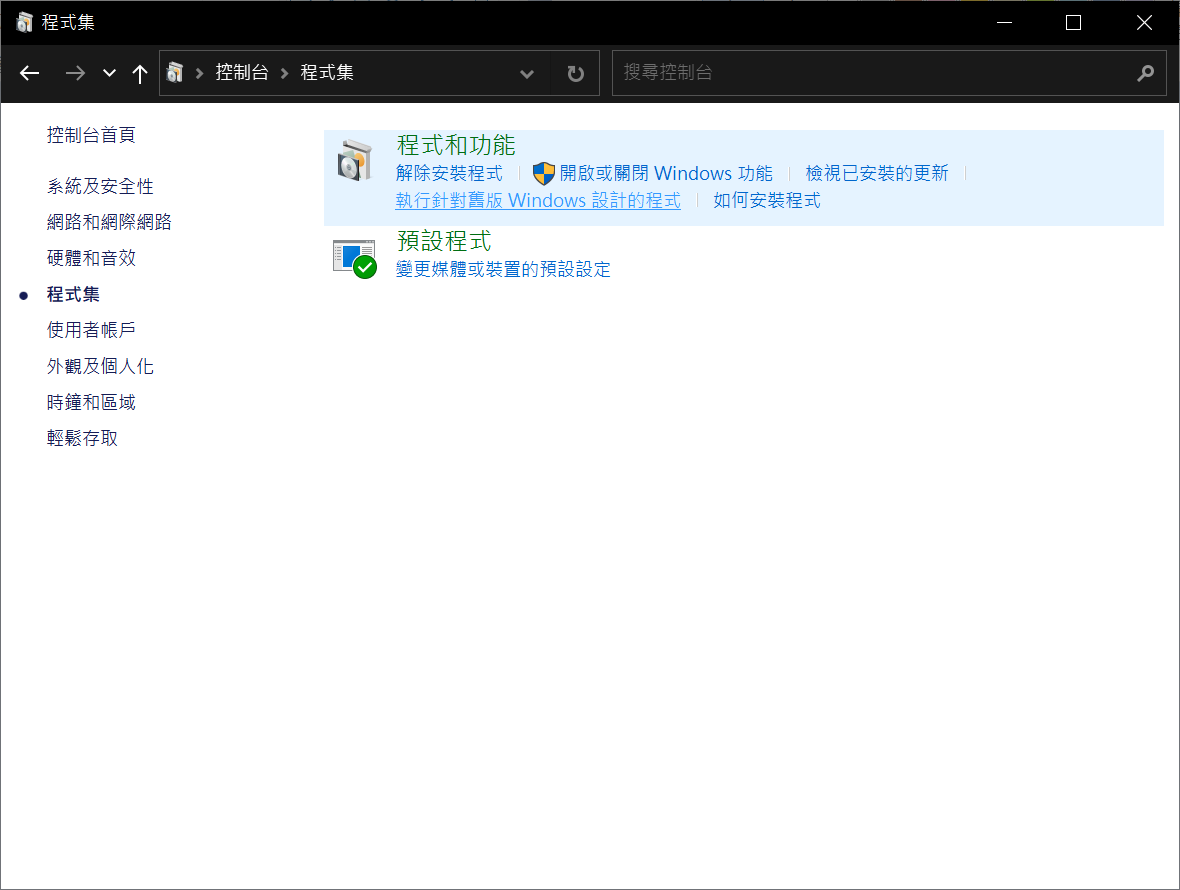 程式集
控制台 程式集
搜尋控制台
控制台首頁
系統及安全性
網路和網際網路
硬體和音效
程式集
使用者帳戶
外觀及個人化
時鐘和區域
輕鬆存取
程式和功能
解除安裝程式 開啟或關閉 Windows 功能 檢視已安裝的更新
執行針對舊版 Windows 設計的程式 如何安裝程式
預設程式
變更媒體或裝置的預設設定